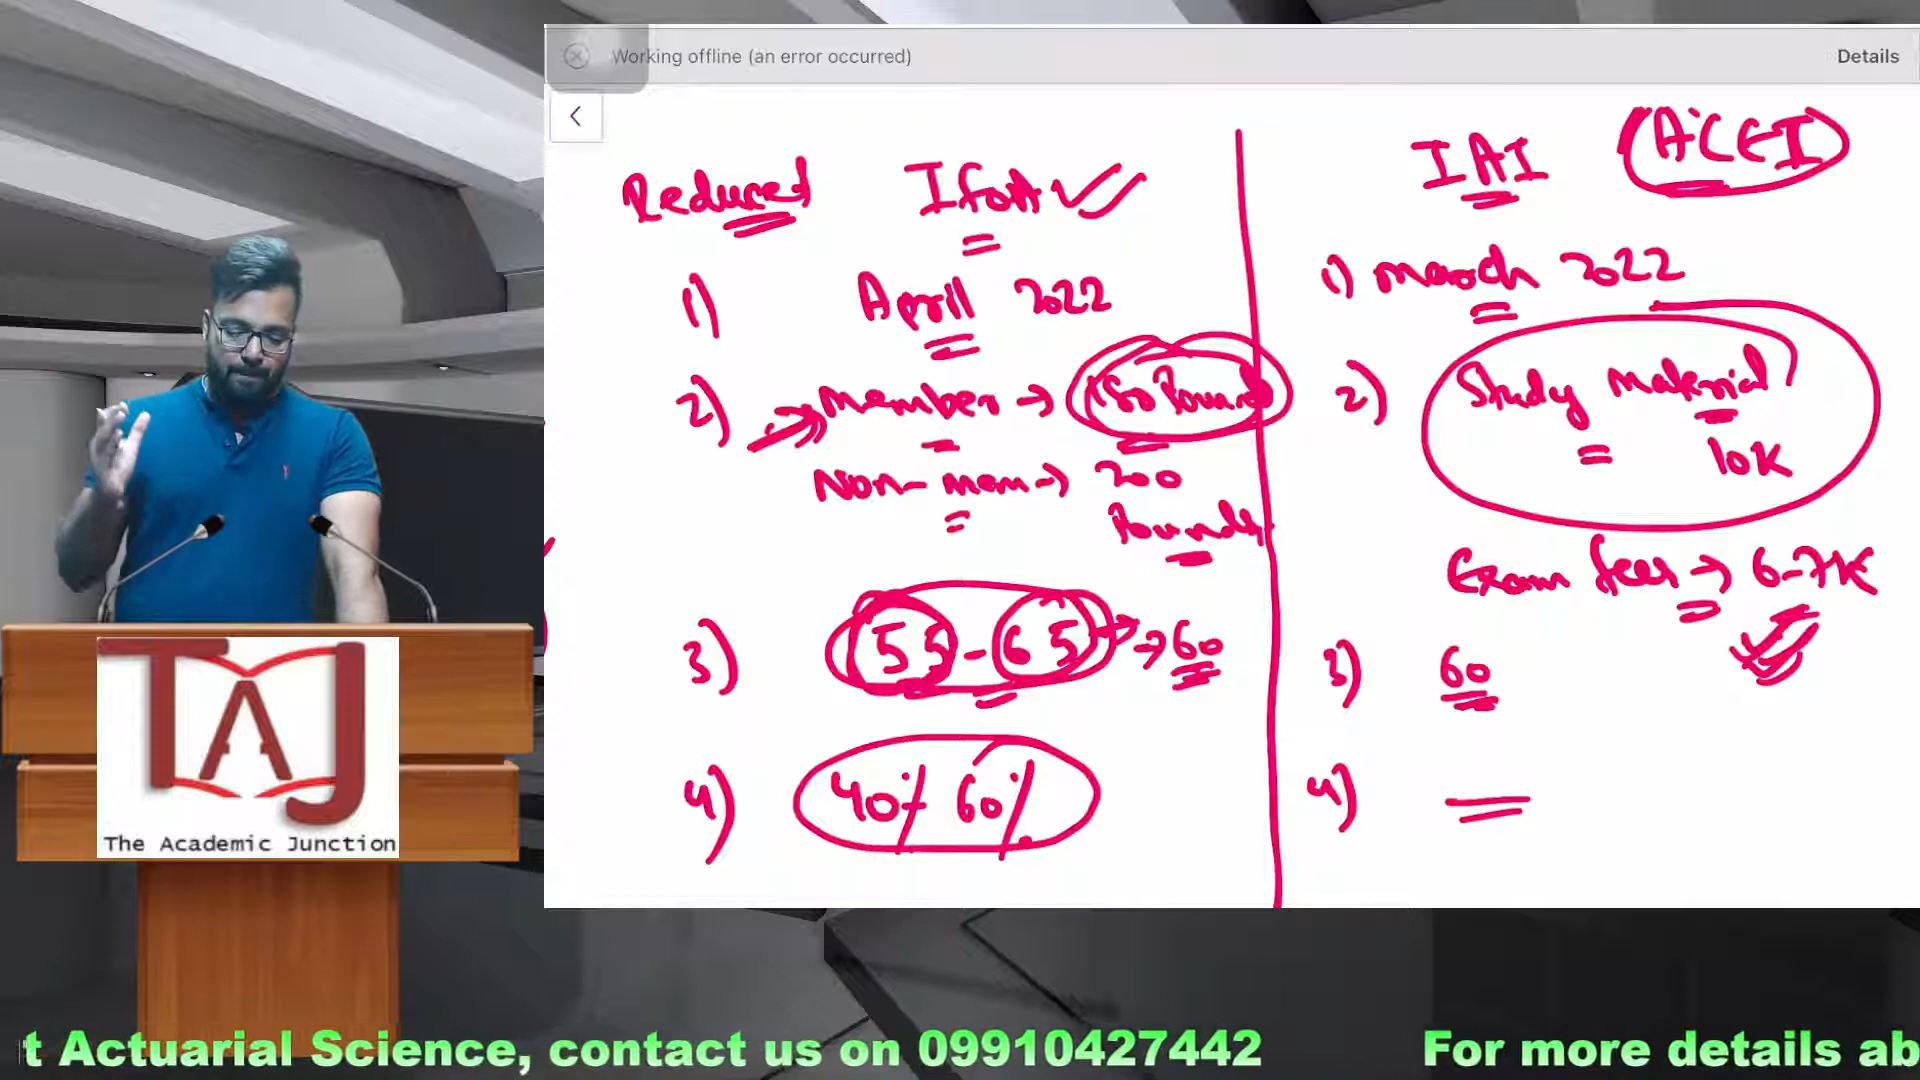 Working offline (an error occurred)
Details
Reduced IFoA
1) April 2022
2) Member → Pounds
Non-mem → 200
Pounds
3) 55 - 65 → 60
4) 40% 60%
IAI ACET
1) March 2022
2) Study Material
10K
Exam fees → 6-7K
3) 60
4)
TAJ
The Academic Junction
t Actuarial Science, contact us on 09910427442 For more details ab